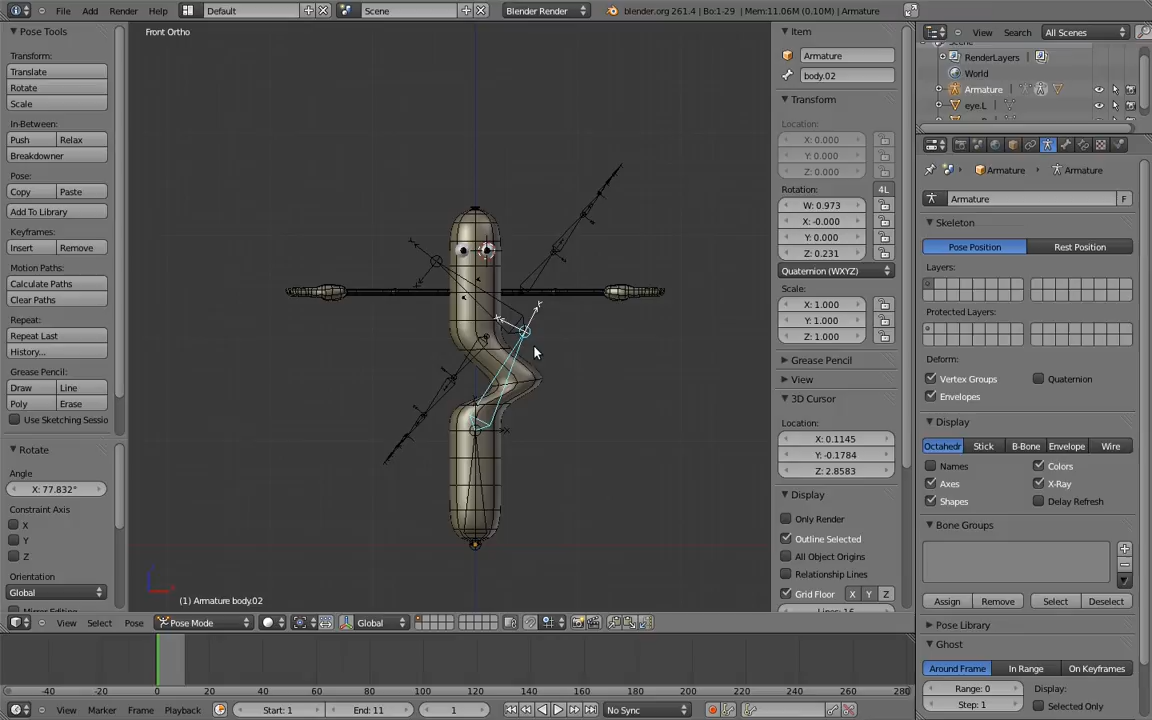 File Add Render Help Default Scene Blender Render blender.org 261.4 | Bo:1-29 | Mem:11.06M (0.10M) | Armature
Pose Tools
Transform:
Translate
Rotate
Scale
In-Between:
Push Relax
Breakdowner
Pose:
Copy Paste
Add To Library
Keyframes:
Insert Remove
Motion Paths:
Calculate Paths
Clear Paths
Repeat:
Repeat Last
History...
Grease Pencil:
Draw Line
Poly Erase
Use Sketching Sessio
Rotate
Angle
X: 77.832°
Constraint Axis
X
Y
Z
Orientation
Global
Front Ortho
(1) Armature body.02
View Select Pose Pose Mode Global
Item
Armature
body.02
Transform
Location:
X: 0.000
Y: 0.000
Z: 0.000
Rotation:
4L
W: 0.973
X: -0.000
Y: 0.000
Z: 0.231
Quaternion (WXYZ)
Scale:
X: 1.000
Y: 1.000
Z: 1.000
Grease Pencil
View
3D Cursor
Location:
X: 0.1145
Y: -0.1784
Z: 2.8583
Display
Only Render
Outline Selected
All Object Origins
Relationship Lines
Grid Floor X Y Z
View Search All Scenes
RenderLayers
World
Armature
eye.L
Armature Armature
Armature F
Skeleton
Pose Position Rest Position
Layers:
Protected Layers:
Deform:
Vertex Groups Quaternion
Envelopes
Display
Octahedr Stick B-Bone Envelope Wire
Names Colors
Axes X-Ray
Shapes Delay Refresh
Bone Groups
Assign Remove Select Deselect
Pose Library
Ghost
Around Frame In Range On Keyframes
Range: 0 Display:
Step: 1 Selected Only
-40 -20 0 20 40 60 80 100 120 140 160 180 200 220 240 260 280
View Marker Frame Playback Start: 1 End: 11 1 No Sync